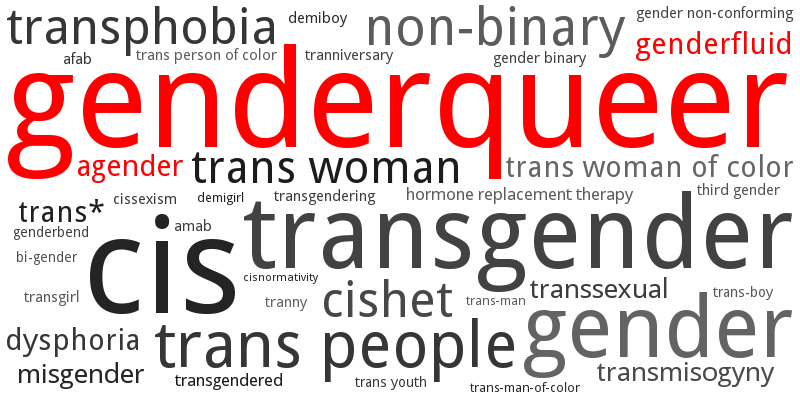 transphobia
demiboy
non-binary
gender non-conforming
afab
trans person of color
tranniversary
gender binary
genderfluid
genderqueer
agender
trans woman
trans woman of color
cissexism
demigirl
transgendering
hormone replacement therapy
third gender
trans*
genderbend
amab
cis
transgender
bi-gender
cisnormativity
transgirl
tranny
cishet
trans-man
transsexual
trans-boy
dysphoria
trans people
gender
misgender
transgendered
trans youth
trans-man-of-color
transmisogyny